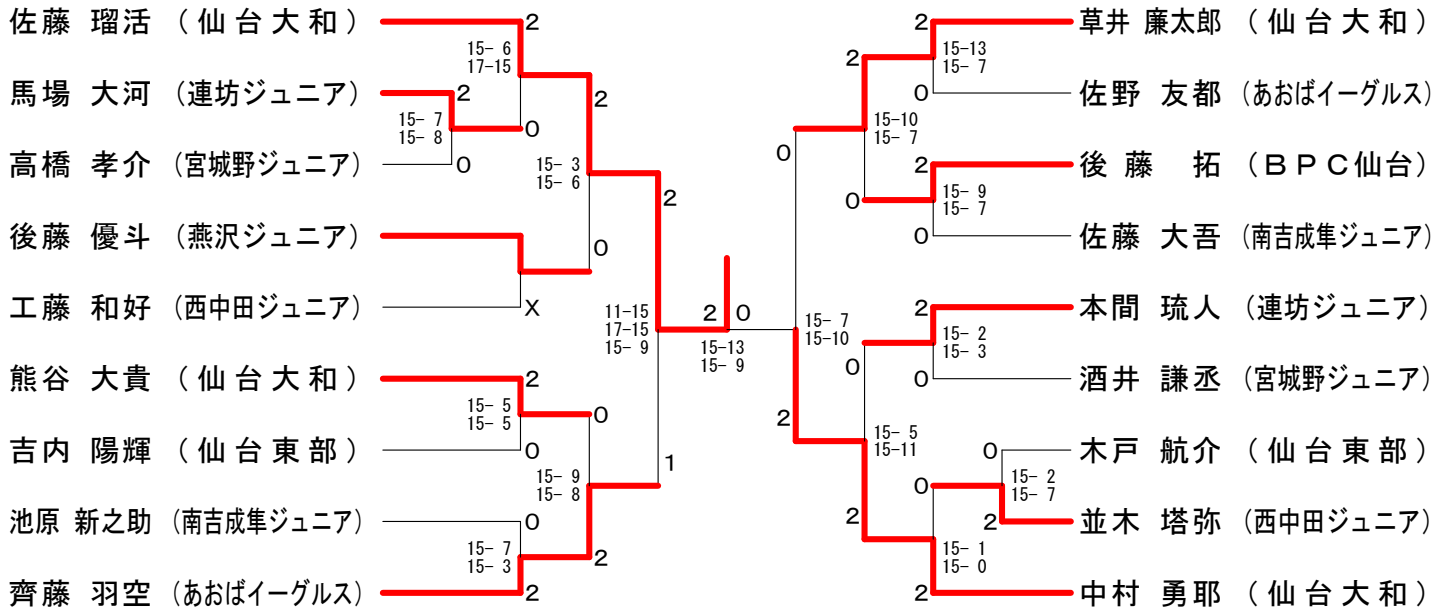 佐藤 瑠活 (仙台大和)
2
15- 6
17-15
馬場 大河 (連坊ジュニア)
2
15- 7
15- 8
0
高橋 孝介 (宮城野ジュニア)
0
2
15- 3
15- 6
後藤 優斗 (燕沢ジュニア)
0
工藤 和好 (西中田ジュニア)
X
2
11-15
17-15
15- 9
熊谷 大貴 (仙台大和)
2
15- 5
15- 5
0
吉内 陽輝 (仙台東部)
0
15- 9
15- 8
1
池原 新之助 (南吉成隼ジュニア)
0
15- 7
15- 3
2
齊藤 羽空 (あおばイーグルス)
2
2 0
15-13
15- 9
2 草井 廉太郎 (仙台大和)
15-13
15- 7
2
0 佐野 友都 (あおばイーグルス)
15-10
15- 7
0
2 後藤 拓 (BPC仙台)
15- 9
15- 7
0
0 佐藤 大吾 (南吉成隼ジュニア)
15- 7
15-10
2 本間 琉人 (連坊ジュニア)
15- 2
15- 3
0
0 酒井 謙丞 (宮城野ジュニア)
2
15- 5
15-11
0 木戸 航介 (仙台東部)
15- 2
15- 7
0
2 並木 塔弥 (西中田ジュニア)
2
15- 1
15- 0
2 中村 勇耶 (仙台大和)